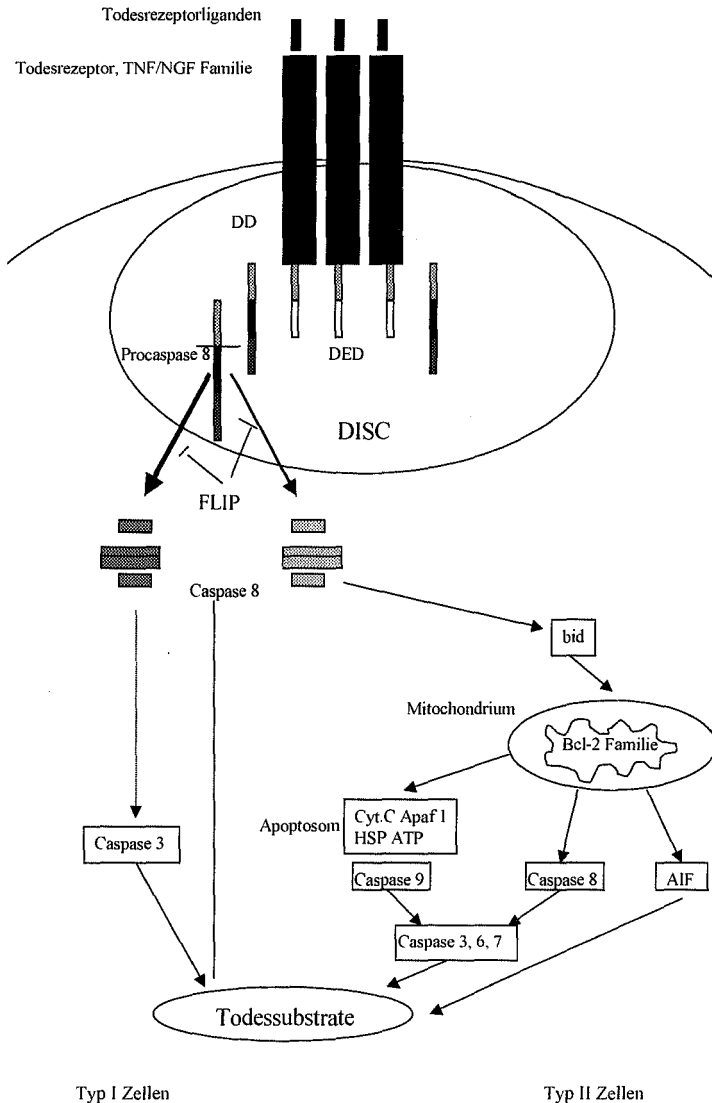 Todesrezeptorliganden
Todesrezeptor, TNF/NGF Familie
DD
Procaspase 8
DED
DISC
FLIP
Caspase 8
bid
Mitochondrium
Bcl-2 Familie
Apoptosom
Cyt.C Apaf 1
HSP ATP
Caspase 3
Caspase 9
Caspase 8
AIF
Caspase 3, 6, 7
Todessubstrate
Typ I Zellen
Typ II Zellen